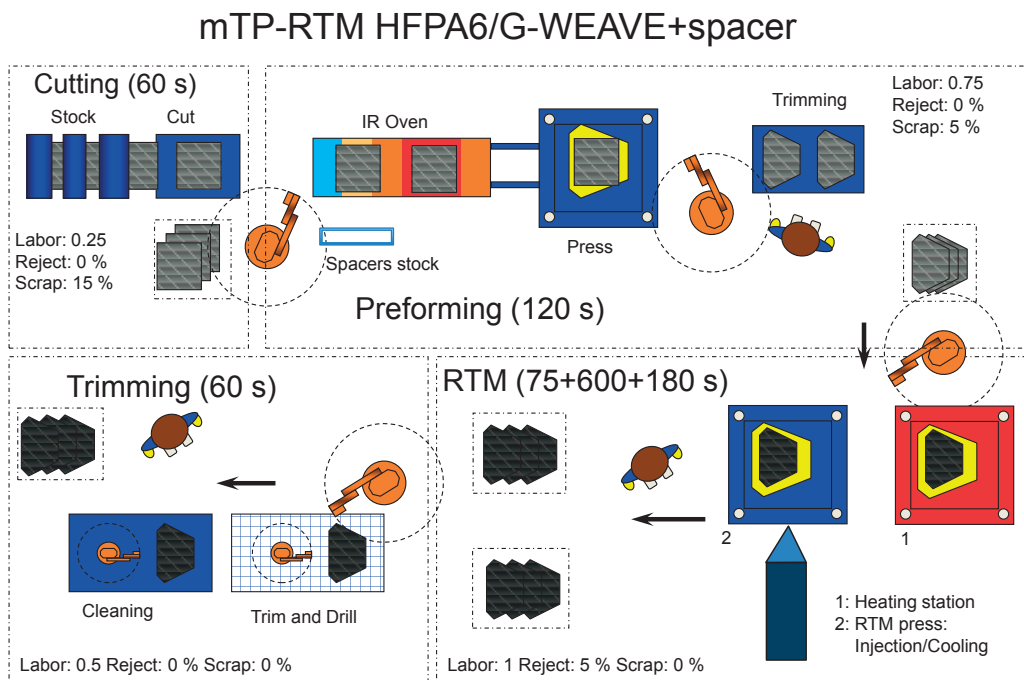 mTP-RTM HFPA6/G-WEAVE+spacer
Cutting (60 s)
Stock
Cut
Labor: 0.25
Reject: 0 %
Scrap: 15 %
IR Oven
Spacers stock
Press
Trimming
Labor: 0.75
Reject: 0 %
Scrap: 5 %
Preforming (120 s)
Trimming (60 s)
Cleaning
Trim and Drill
Labor: 0.5 Reject: 0 % Scrap: 0 %
RTM (75+600+180 s)
2
1
1: Heating station
2: RTM press:
Injection/Cooling
Labor: 1 Reject: 5 % Scrap: 0 %